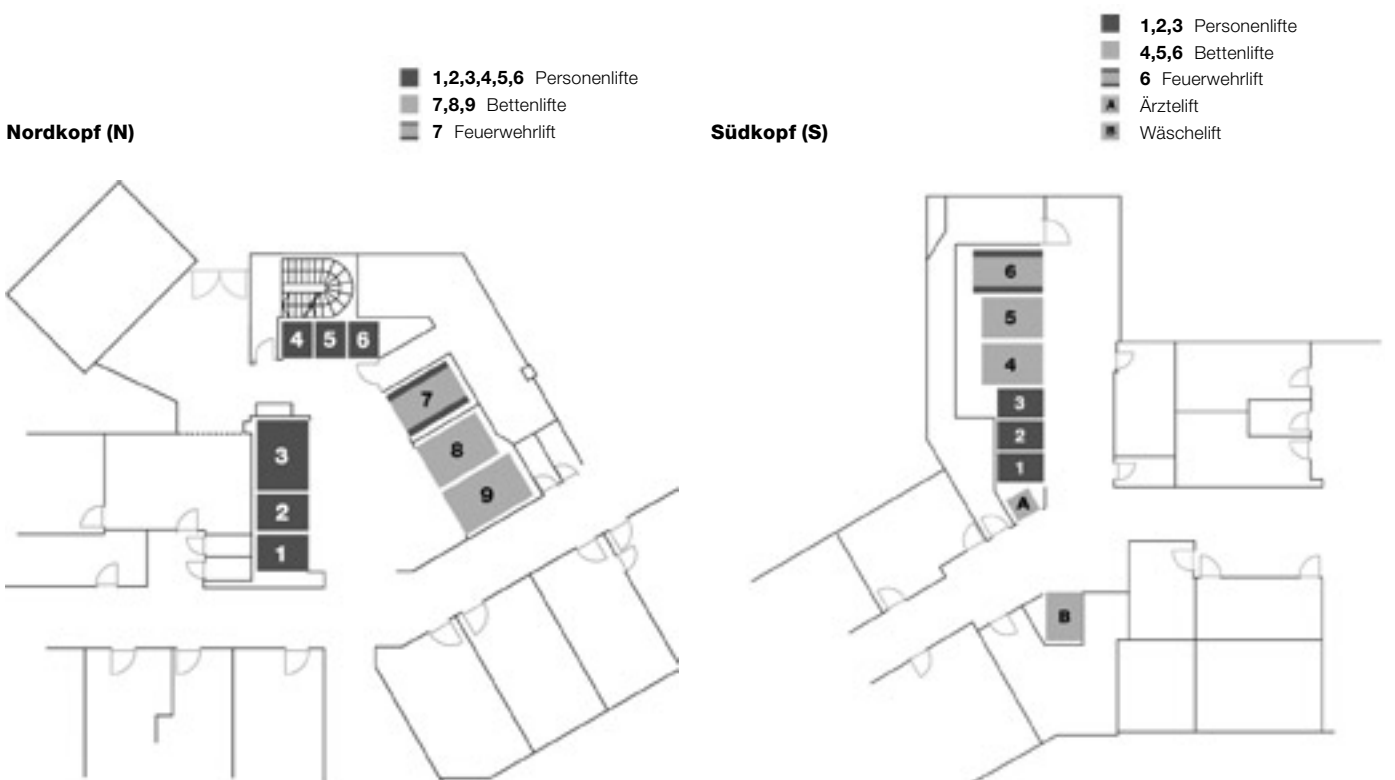 Nordkopf (N)
1,2,3,4,5,6 Personenlifte
7,8,9 Bettenlifte
7 Feuerwehrlift
4 5 6
7
8
9
3
2
1
Südkopf (S)
1,2,3 Personenlifte
4,5,6 Bettenlifte
6 Feuerwehrlift
A Ärztelift
B Wäschelift
6
5
4
3
2
1
A
B